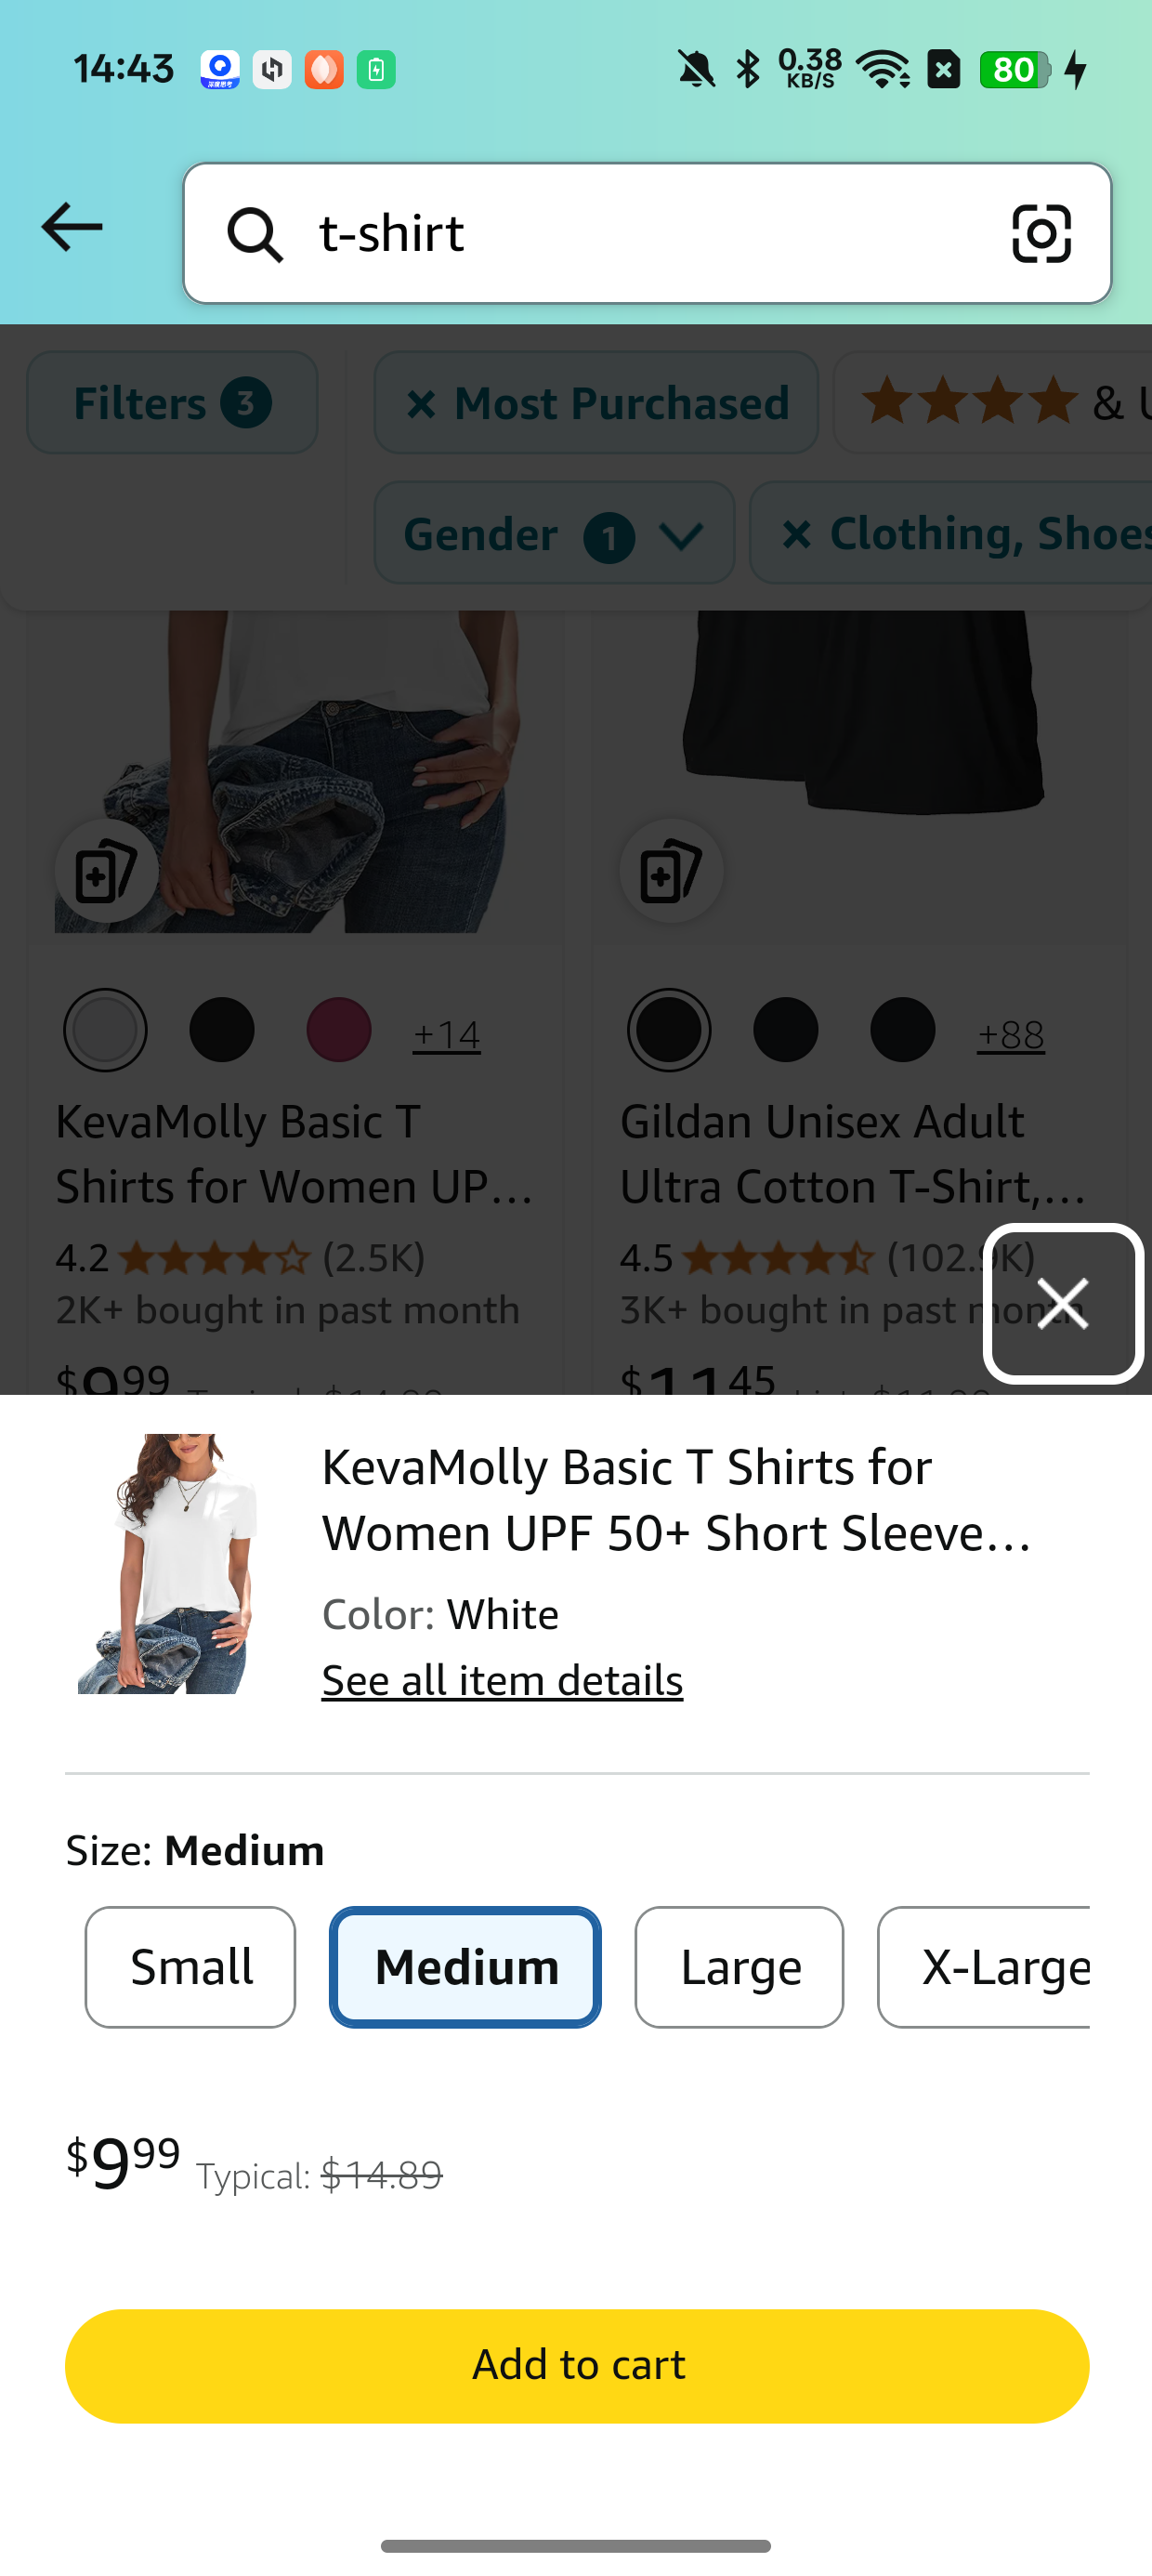 14:43
0.38
KB/S
80
t-shirt
Filters 3
× Most Purchased
& U
Gender 1
× Clothing, Shoes
+14
+88
KevaMolly Basic T
Shirts for Women UP...
Gildan Unisex Adult
Ultra Cotton T-Shirt,...
4.2 (2.5K)
4.5 (102.9K)
2K+ bought in past month
3K+ bought in past month
$9.99 Typical: $14.89
$11.45
KevaMolly Basic T Shirts for
Women UPF 50+ Short Sleeve...
Color: White
See all item details
Size: Medium
Small
Medium
Large
X-Large
$9.99 Typical: $14.89
Add to cart